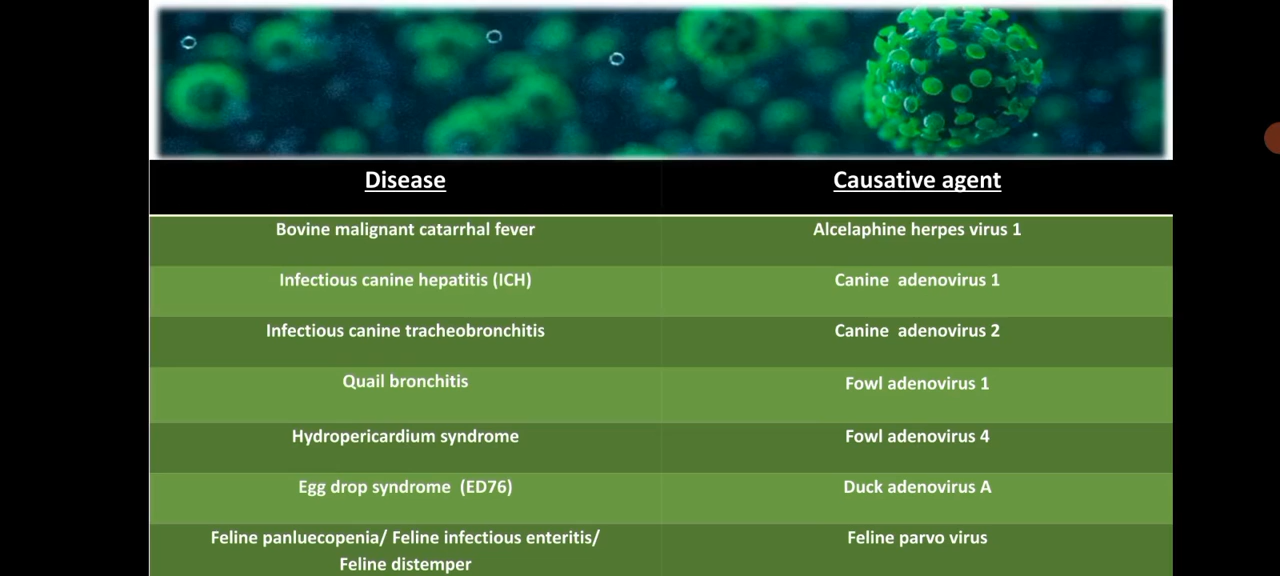 Disease Causative agent
Bovine malignant catarrhal fever Alcelaphine herpes virus 1
Infectious canine hepatitis (ICH) Canine  adenovirus 1
Infectious canine tracheobronchitis Canine  adenovirus 2
Quail bronchitis Fowl adenovirus 1
Hydropericardium syndrome Fowl adenovirus 4
Egg drop syndrome  (ED76) Duck adenovirus A
Feline panluecopenia/ Feline infectious enteritis/ Feline parvo virus
Feline distemper